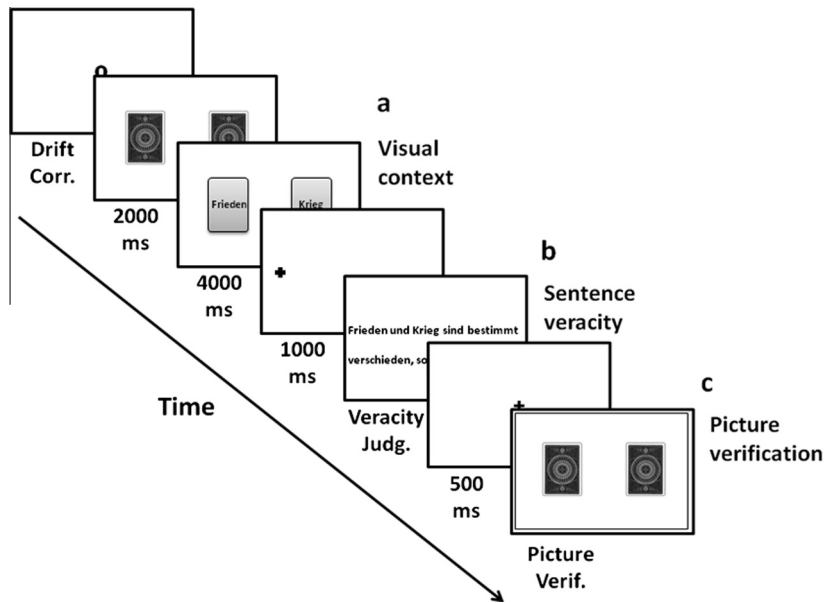 Drift
Corr.
2000
ms
a
Visual
context
Frieden
Krieg
4000
ms
1000
ms
b
Sentence
veracity
Frieden und Krieg sind bestimmt
verschieden, so
Veracity
Judg.
500
ms
c
Picture
verification
Picture
Verif.
Time